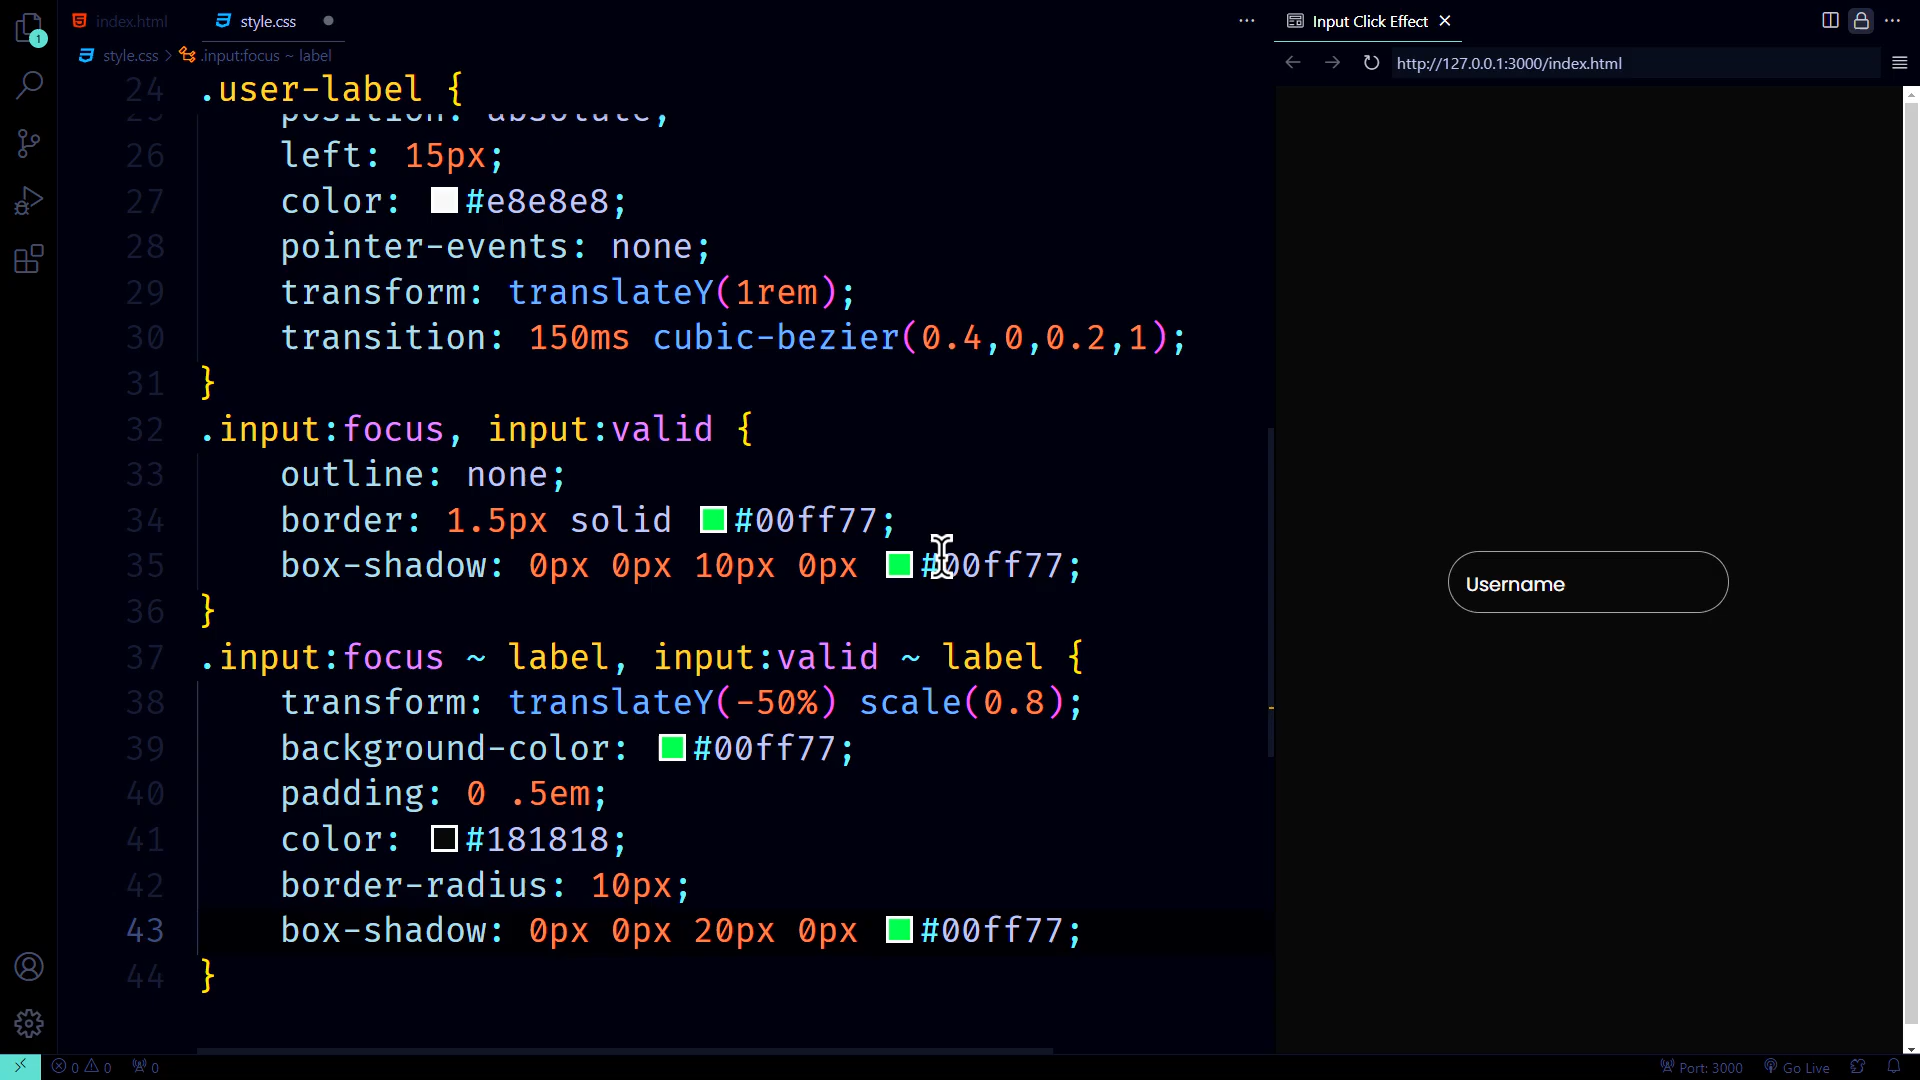 index.html
style.css
style.css > .input:focus ~ label
24 .user-label {
25 position: absolute;
26 left: 15px;
27 color: #e8e8e8;
28 pointer-events: none;
29 transform: translateY(1rem);
30 transition: 150ms cubic-bezier(0.4,0,0.2,1);
31 }
32 .input:focus, input:valid {
33 outline: none;
34 border: 1.5px solid #00ff77;
35 box-shadow: 0px 0px 10px 0px #00ff77;
36 }
37 .input:focus ~ label, input:valid ~ label {
38 transform: translateY(-50%) scale(0.8);
39 background-color: #00ff77;
40 padding: 0 .5em;
41 color: #181818;
42 border-radius: 10px;
43 box-shadow: 0px 0px 20px 0px #00ff77;
44 }
Input Click Effect
http://127.0.0.1:3000/index.html
Username
1
0 0 0
Port: 3000 Go Live